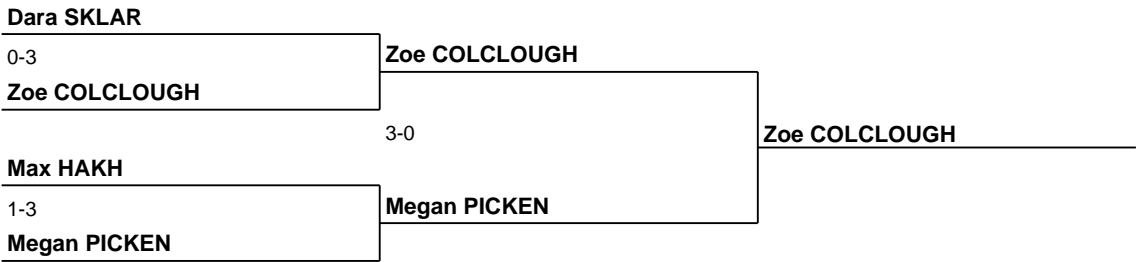 Dara SKLAR
0-3
Zoe COLCLOUGH
Zoe COLCLOUGH
3-0
Zoe COLCLOUGH
Max HAKH
1-3
Megan PICKEN
Megan PICKEN